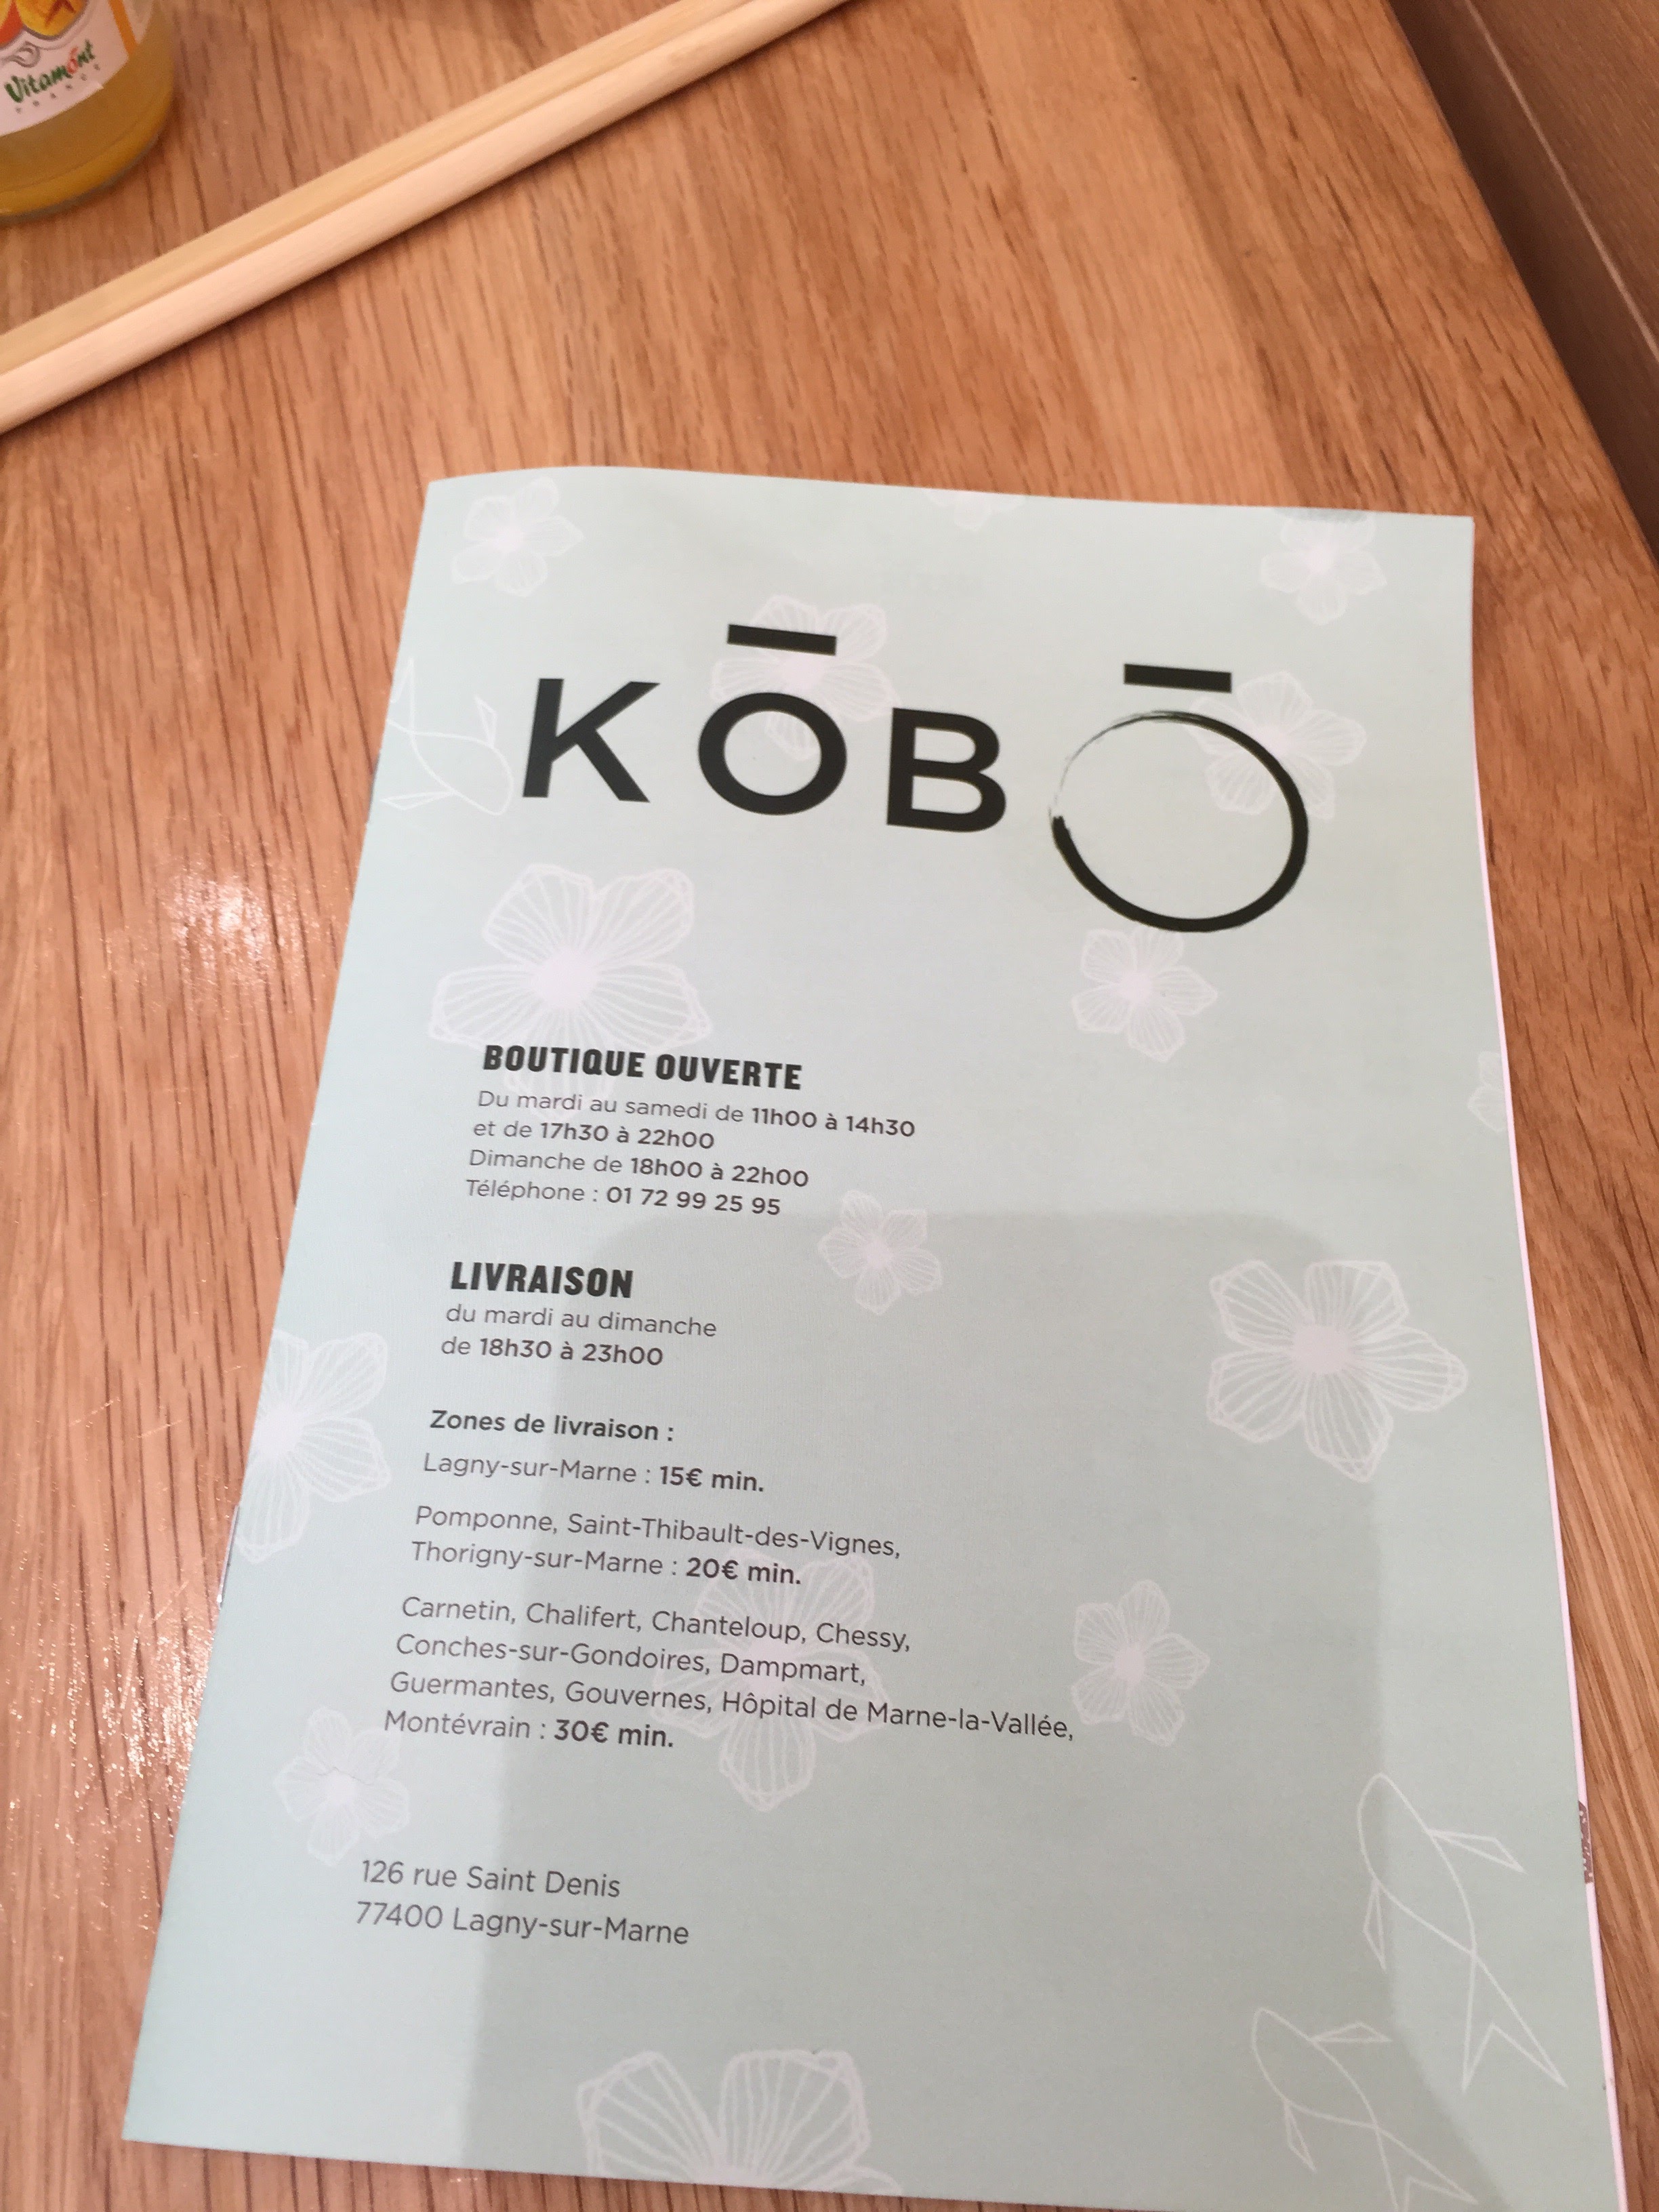 Vitamont
FRANCE
KŌBŌ
BOUTIQUE OUVERTE
Du mardi au samedi de 11h00 à 14h30
et de 17h30 à 22h00
Dimanche de 18h00 à 22h00
Téléphone : 01 72 99 25 95
LIVRAISON
du mardi au dimanche
de 18h30 à 23h00
Zones de livraison :
Lagny-sur-Marne : 15€ min.
Pomponne, Saint-Thibault-des-Vignes,
Thorigny-sur-Marne : 20€ min.
Carnetin, Chalifert, Chanteloup, Chessy,
Conches-sur-Gondoires, Dampmart,
Guermantes, Gouvernes, Hôpital de Marne-la-Vallée,
Montévrain : 30€ min.
126 rue Saint Denis
77400 Lagny-sur-Marne